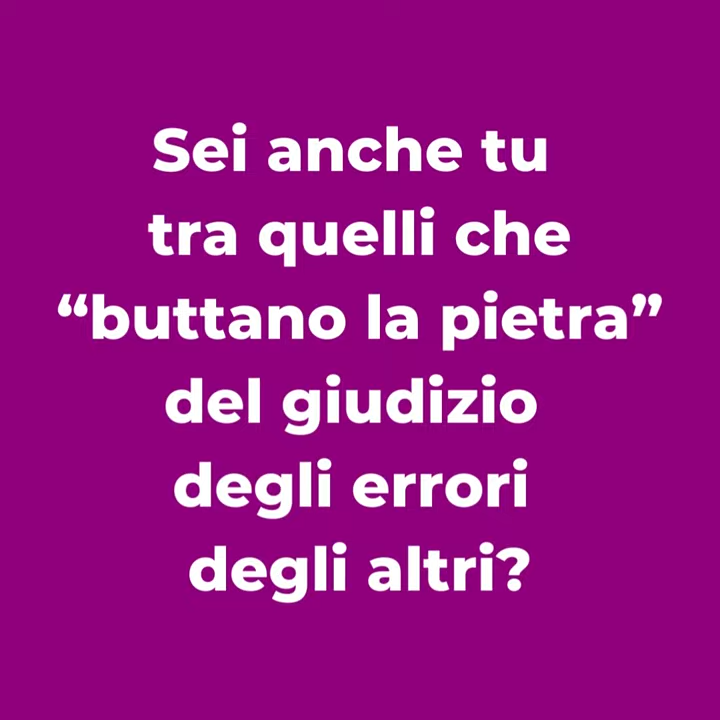 Sei anche tu
tra quelli che
“buttano la pietra”
del giudizio
degli errori
degli altri?